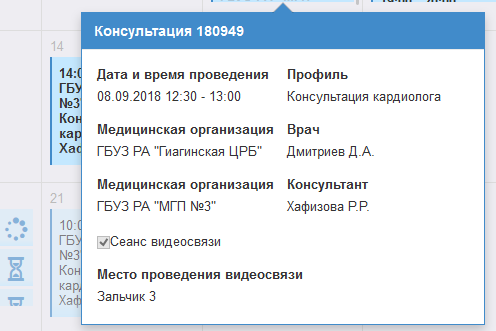 Консультация 180949
Дата и время проведения
08.09.2018 12:30 - 13:00
Профиль
Консультация кардиолога
Медицинская организация
ГБУЗ РА "Гиагинская ЦРБ"
Врач
Дмитриев Д.А.
Медицинская организация
ГБУЗ РА "МГП №3"
Консультант
Хафизова Р.Р.
Сеанс видеосвязи
Место проведения видеосвязи
Зальчик 3
14
14:0
ГБУ
№3"
Кон
кар
Хаф
21
10:0
ГБУ
№3"
Кон
кар
Хаф